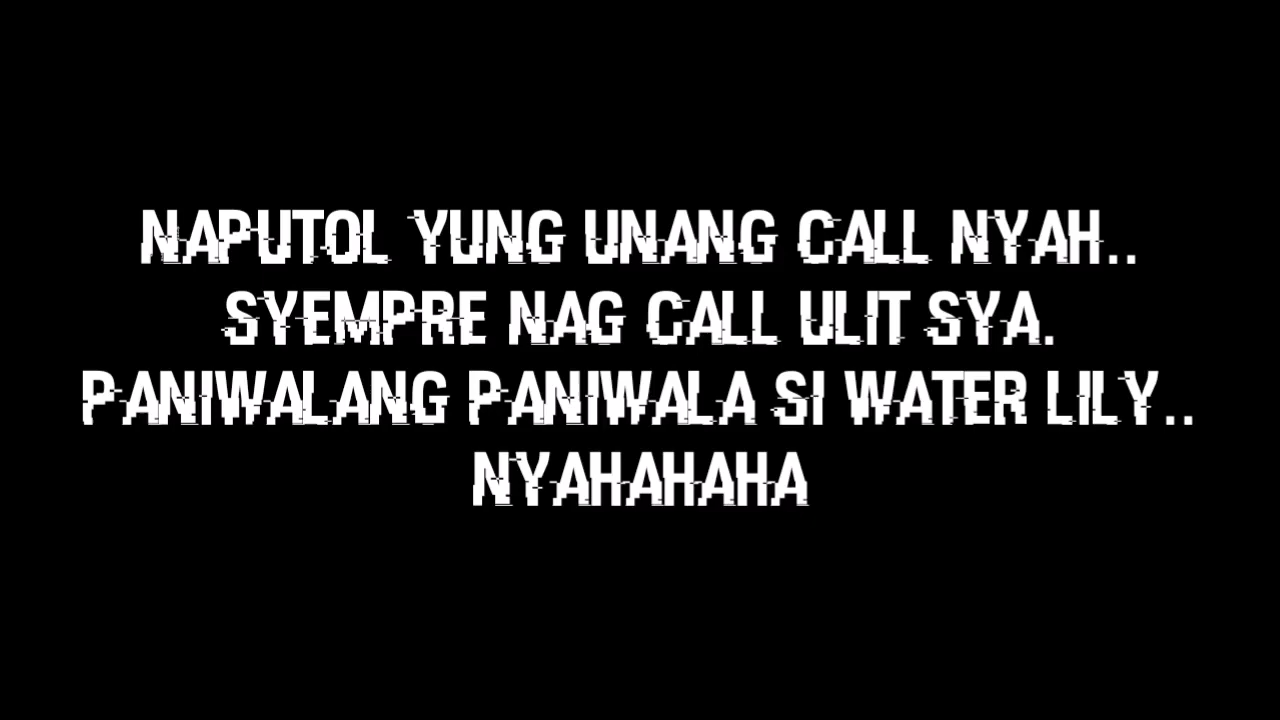 NAPUTOL YUNG UNANG CALL NYAH..
SYEMPRE NAG CALL ULIT SYA.
PANIWALANG PANIWALA SI WATER LILY..
NYAHAHAHA